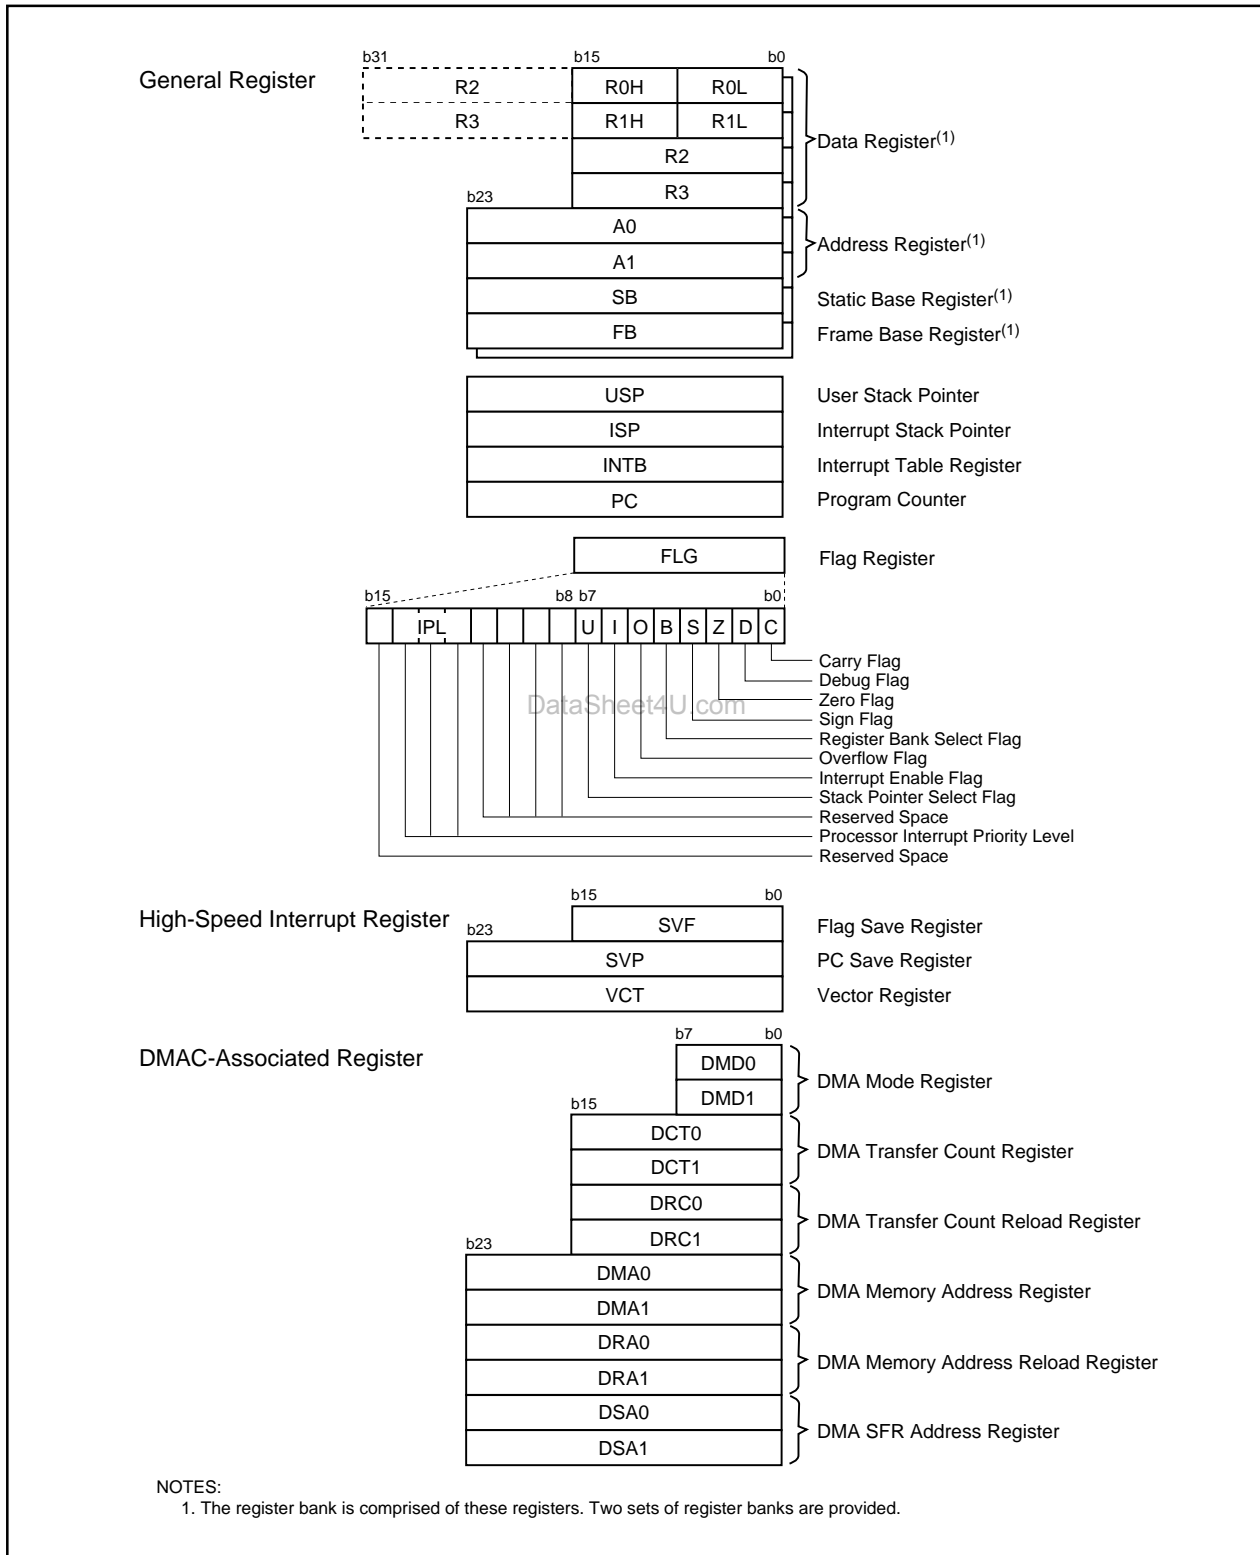 b31 b15 b0
General Register R2 R0H R0L
R3 R1H R1L
Data Register(1)
R2
R3
b23
A0
Address Register(1)
A1
SB Static Base Register(1)
FB Frame Base Register(1)
USP User Stack Pointer
ISP Interrupt Stack Pointer
INTB Interrupt Table Register
PC Program Counter
FLG Flag Register
b15 b8 b7 b0
IPL U I O B S Z D C
Carry Flag
Debug Flag
Zero Flag
DataSheet4U.com
Sign Flag
Register Bank Select Flag
Overflow Flag
Interrupt Enable Flag
Stack Pointer Select Flag
Reserved Space
Processor Interrupt Priority Level
Reserved Space
b15 b0
High-Speed Interrupt Register SVF Flag Save Register
b23
SVP PC Save Register
VCT Vector Register
b7 b0
DMAC-Associated Register DMD0
DMA Mode Register
DMD1
b15
DCT0
DMA Transfer Count Register
DCT1
DRC0
DMA Transfer Count Reload Register
DRC1
b23
DMA0
DMA Memory Address Register
DMA1
DRA0
DMA Memory Address Reload Register
DRA1
DSA0
DMA SFR Address Register
DSA1
NOTES:
1. The register bank is comprised of these registers. Two sets of register banks are provided.